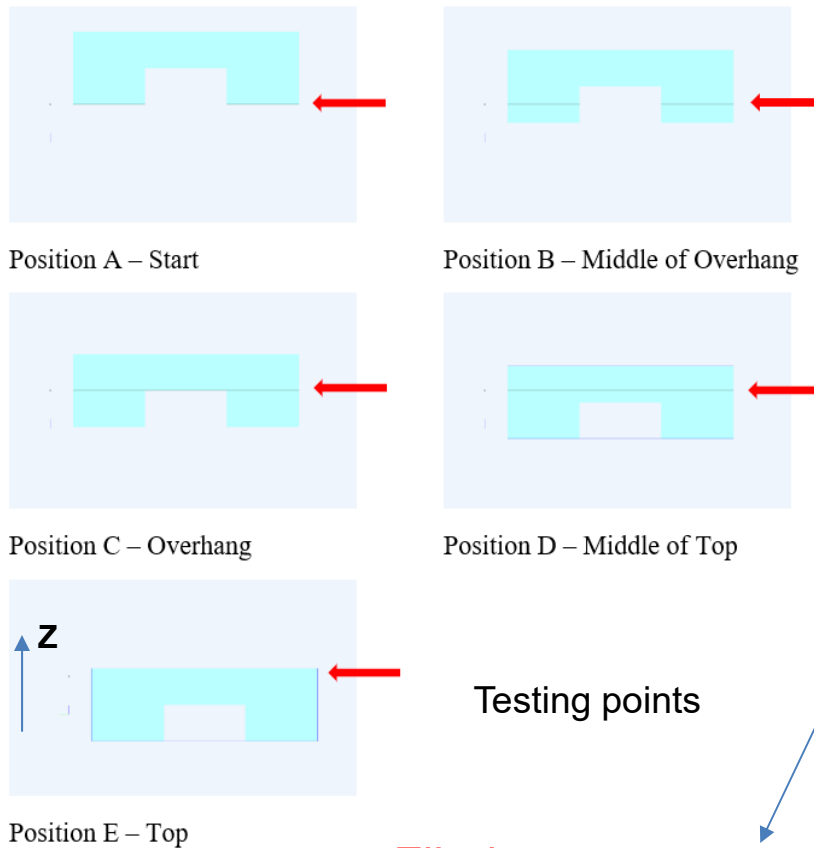 Position A – Start
Position B – Middle of Overhang
Position C – Overhang
Position D – Middle of Top
Z
Testing points
Position E – Top